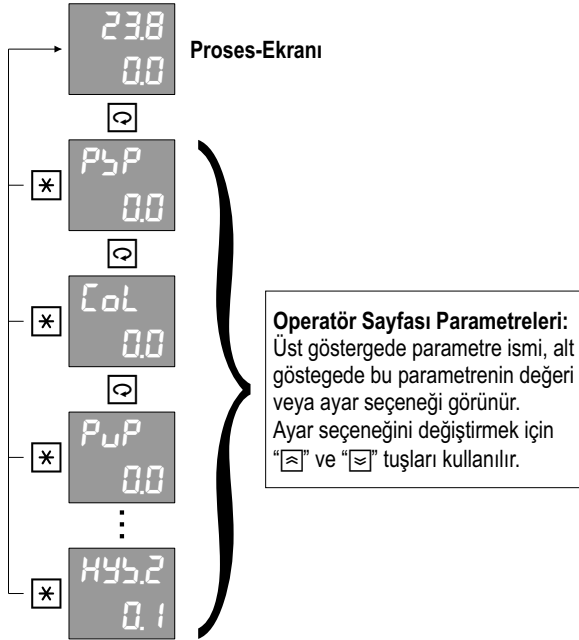 23.8
0.0
Proses-Ekranı
PSP
0.0
CoL
0.0
PuP
0.0
HYS.2
0.1
Operatör Sayfası Parametreleri:
Üst göstergede parametre ismi, alt
göstegede bu parametrenin değeri
veya ayar seçeneği görünür.
Ayar seçeneğini değiştirmek için
“ ” ve “ ” tuşları kullanılır.